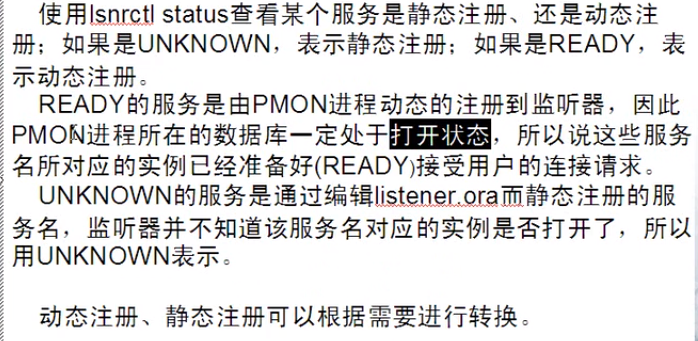 使用lsnrctl status查看某个服务是静态注册、还是动态注
册；如果是UNKNOWN，表示静态注册；如果是READY，表
示动态注册。
READY的服务是由PMON进程动态的注册到监听器，因此
PMON进程所在的数据库一定处于打开状态，所以说这些服务
名所对应的实例已经准备好(READY)接受用户的连接请求。
UNKNOWN的服务是通过编辑listener.ora而静态注册的服
务名，监听器并不知道该服务名对应的实例是否打开了，所以
用UNKNOWN表示。
动态注册、静态注册可以根据需要进行转换。